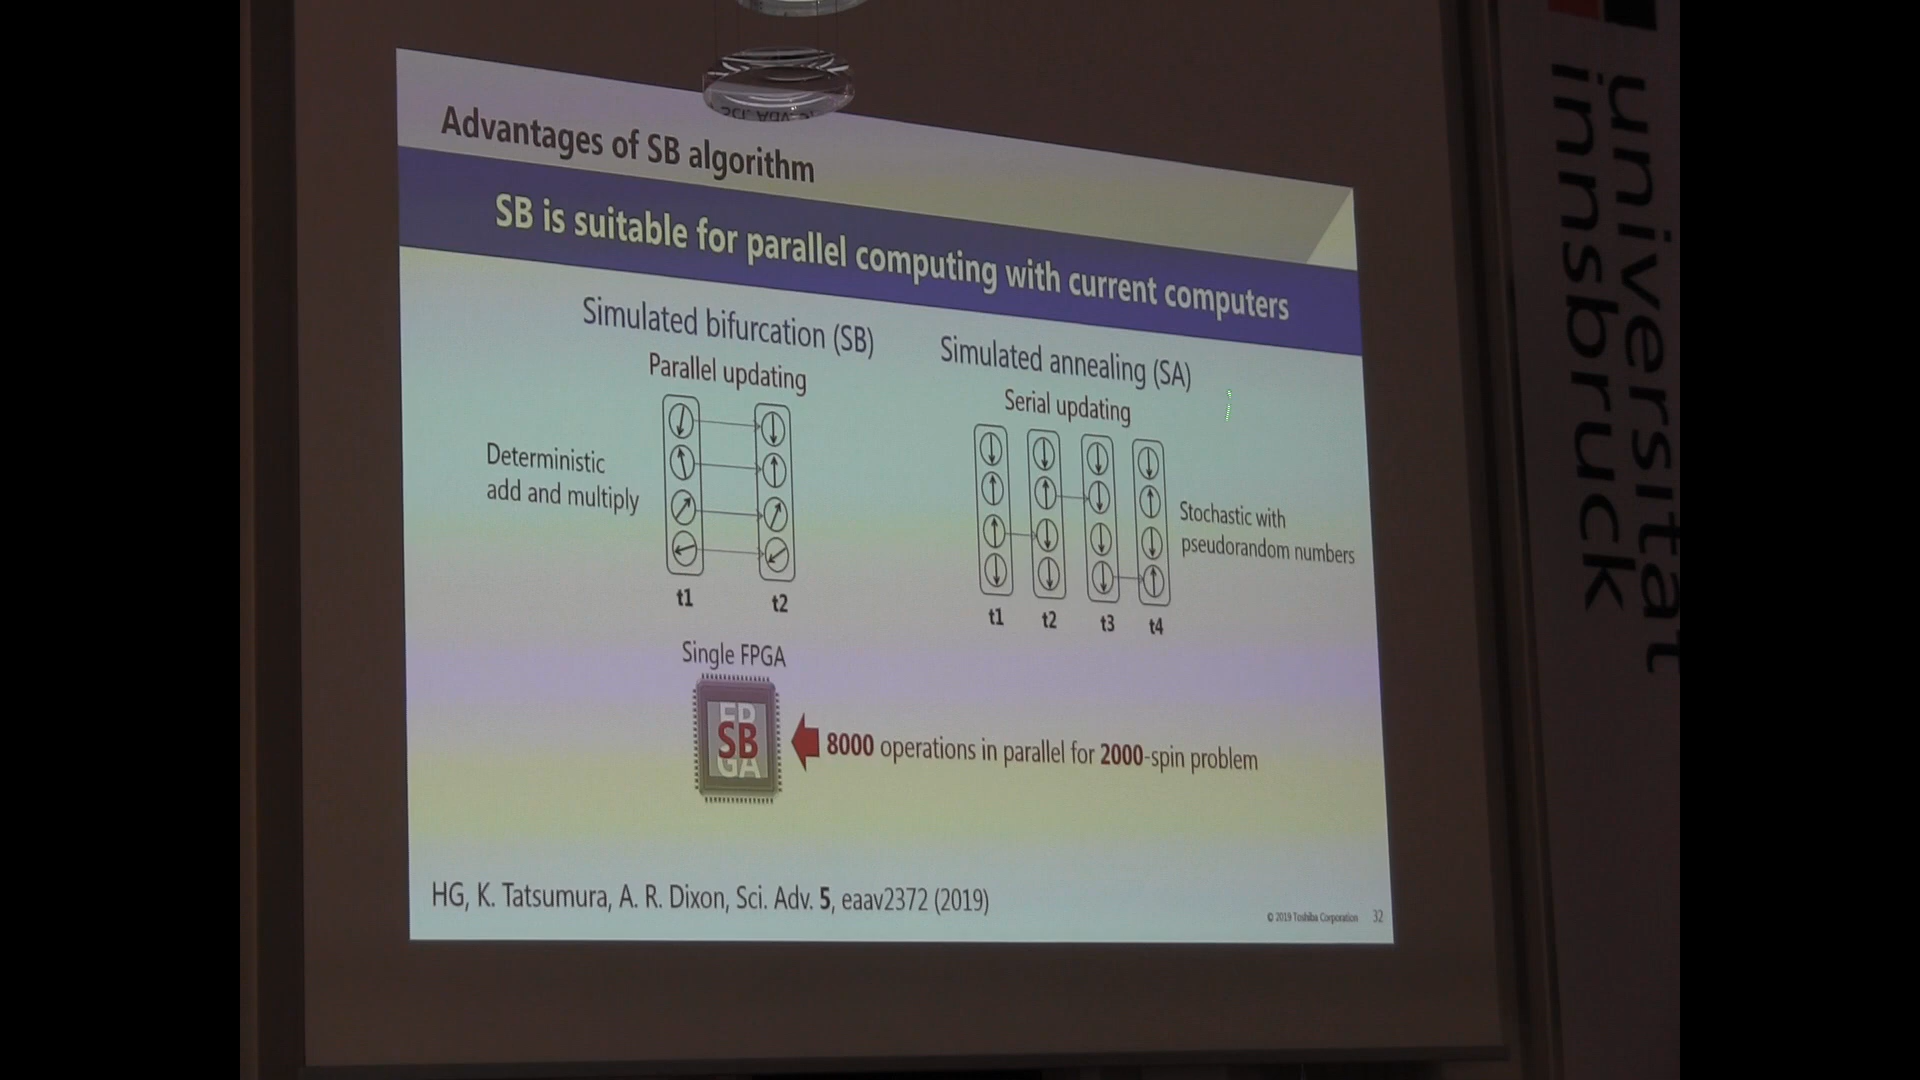 Advantages of SB algorithm
SB is suitable for parallel computing with current computers
Simulated bifurcation (SB)
Parallel updating
Deterministic
add and multiply
t1 t2
Simulated annealing (SA)
Serial updating
Stochastic with
pseudorandom numbers
t1 t2 t3 t4
Single FPGA
FP
SB
GA
8000 operations in parallel for 2000-spin problem
HG, K. Tatsumura, A. R. Dixon, Sci. Adv. 5, eaav2372 (2019)
© 2019 Toshiba Corporation 32
universität
innsbruck